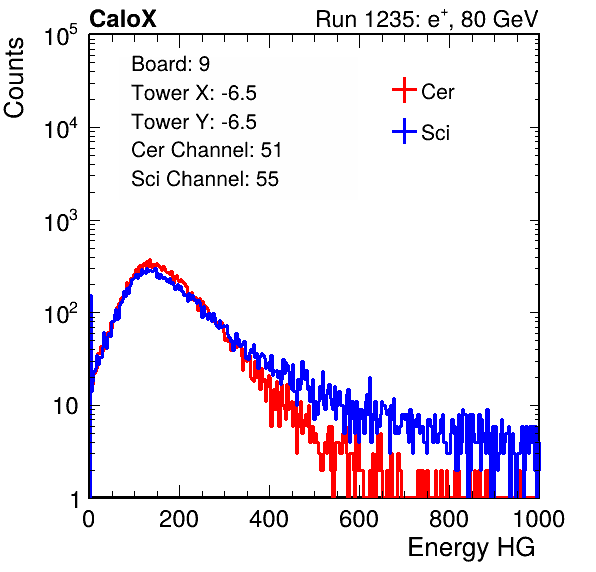 CaloX Run 1235: e⁺, 80 GeV
Counts
Board: 9
Tower X: -6.5
Tower Y: -6.5
Cer Channel: 51
Sci Channel: 55
Cer
Sci
10⁵
10⁴
10³
10²
10
1
0 200 400 600 800 1000
Energy HG